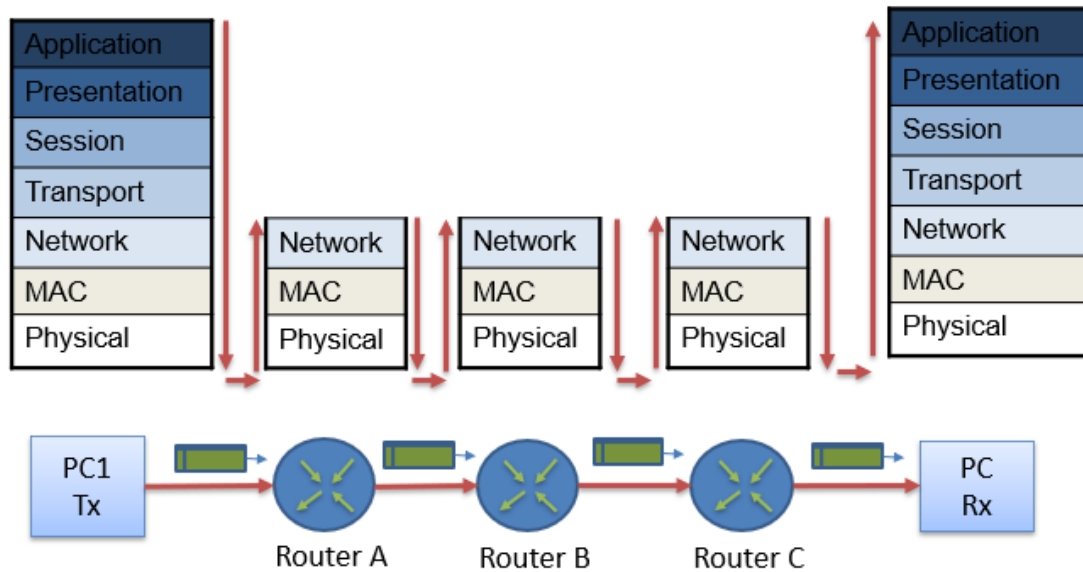 Application
Presentation
Session
Transport
Network
MAC
Physical
Network
MAC
Physical
Network
MAC
Physical
Network
MAC
Physical
Application
Presentation
Session
Transport
Network
MAC
Physical
PC1
Tx
Router A
Router B
Router C
PC
Rx